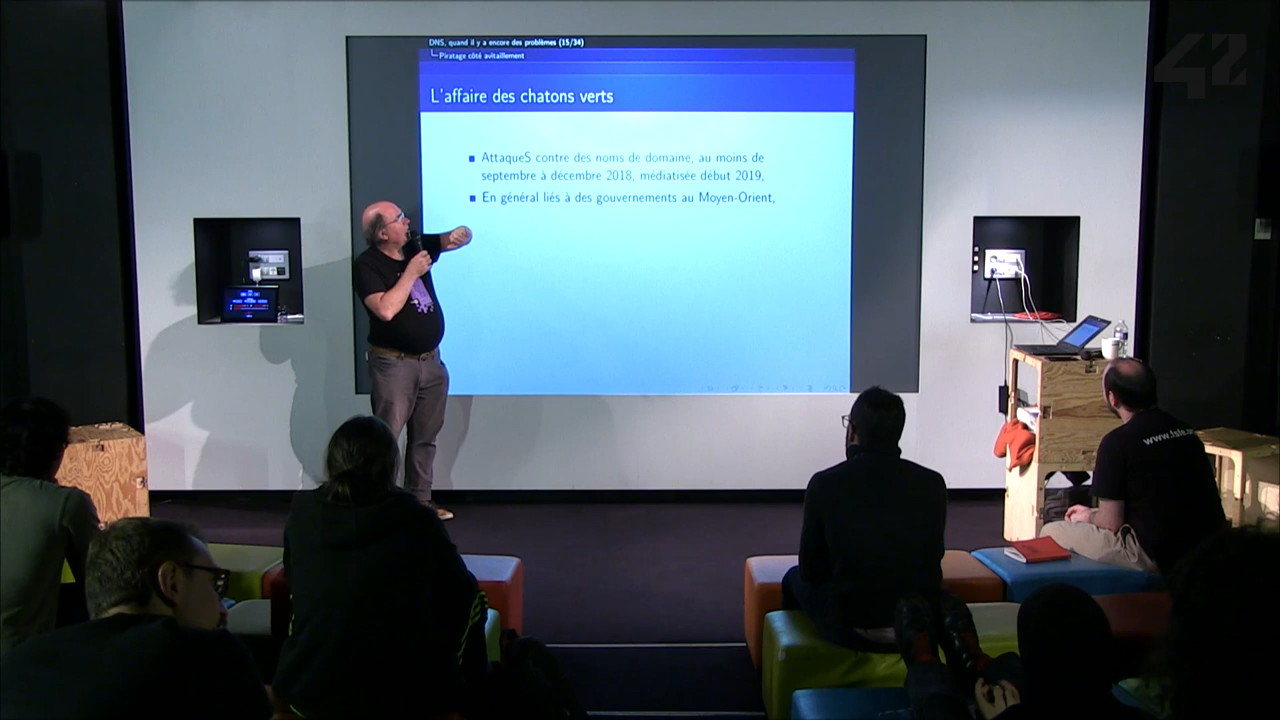 DNS, quand il y a encore des problèmes (15/34)
Piratage côté avitaillement
L'affaire des chatons verts
AttaqueS contre des noms de domaine, au moins de
septembre à décembre 2018, médiatisée début 2019,
En général liés à des gouvernements au Moyen-Orient,
42